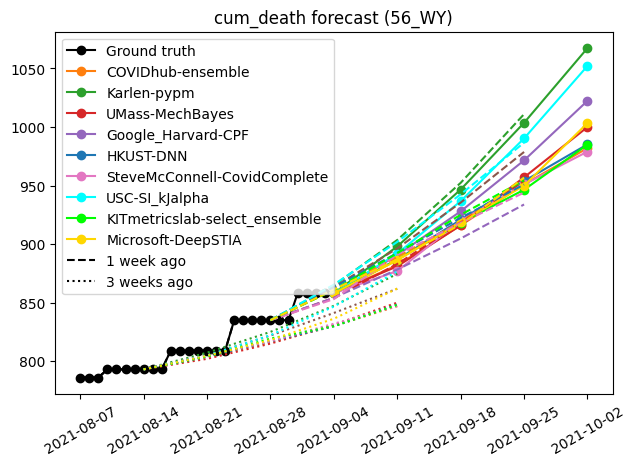 cum_death forecast (56_WY)
1050
1000
950
900
850
800
Ground truth
COVIDhub-ensemble
Karlen-pypm
UMass-MechBayes
Google_Harvard-CPF
HKUST-DNN
SteveMcConnell-CovidComplete
USC-SI_kJalpha
KITmetricslab-select_ensemble
Microsoft-DeepSTIA
1 week ago
3 weeks ago
2021-08-07
2021-08-14
2021-08-21
2021-08-28
2021-09-04
2021-09-11
2021-09-18
2021-09-25
2021-10-02